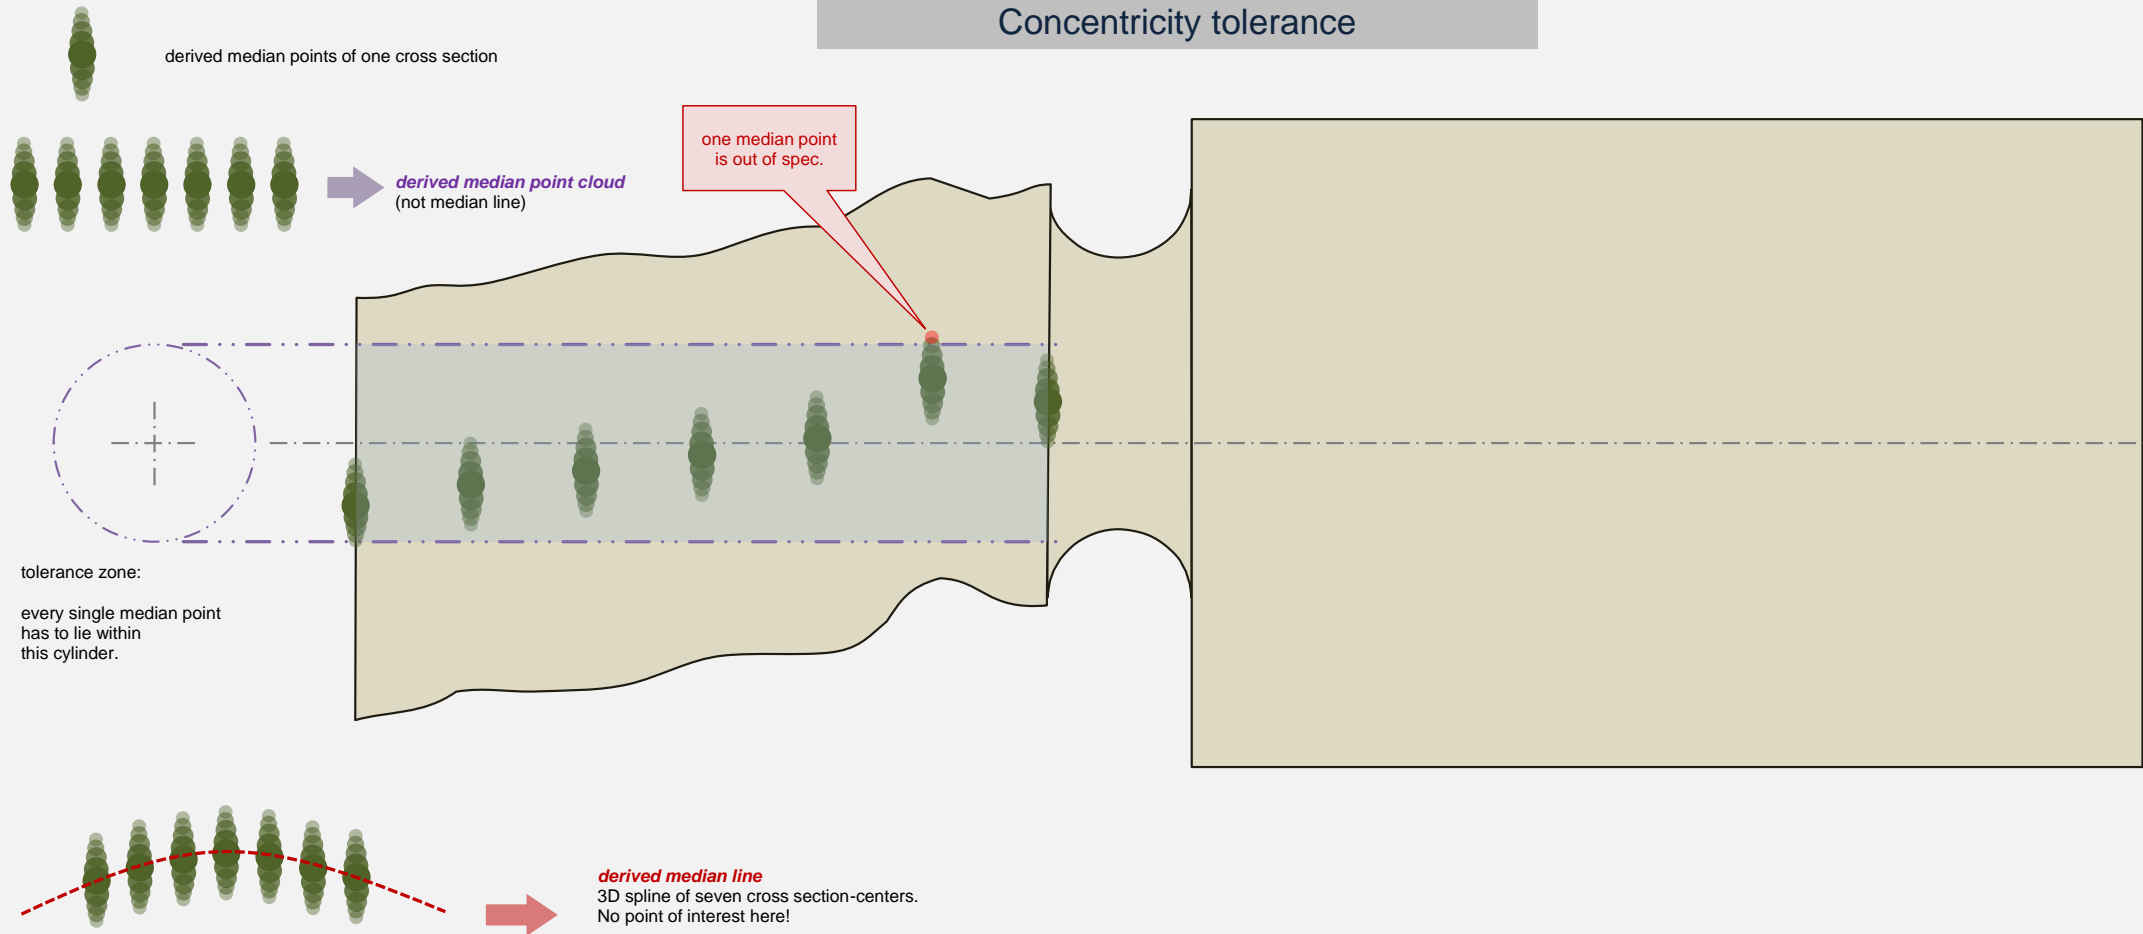 Concentricity tolerance
derived median points of one cross section
one median point
is out of spec.
derived median point cloud
(not median line)
tolerance zone:
every single median point
has to lie within
this cylinder.
derived median line
3D spline of seven cross section-centers.
No point of interest here!